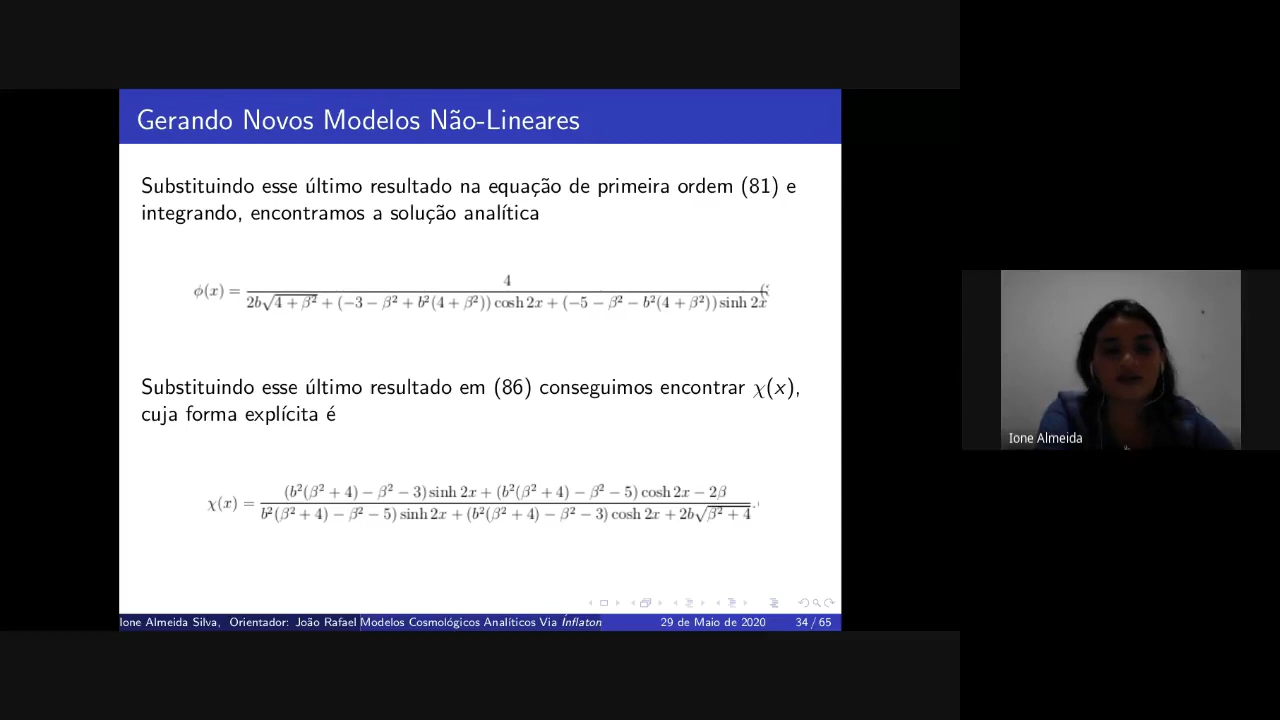 Gerando Novos Modelos Não-Lineares
Substituindo esse último resultado na equação de primeira ordem (81) e
integrando, encontramos a solução analítica
ϕ(x) = 4 / 2b√(4 + β²) + (−3 − β² + b²(4 + β²)) cosh 2x + (−5 − β² − b²(4 + β²)) sinh 2x
Substituindo esse último resultado em (86) conseguimos encontrar χ(x),
cuja forma explícita é
χ(x) = (b²(β² + 4) − β² − 3) sinh 2x + (b²(β² + 4) − β² − 5) cosh 2x − 2β / b²(β² + 4) − β² − 5) sinh 2x + (b²(β² + 4) − β² − 3) cosh 2x + 2b√(β² + 4) .
Ione Almeida Silva, Orientador: João Rafael Modelos Cosmológicos Analíticos Via Ínflaton 29 de Maio de 2020 34 / 65
Ione Almeida